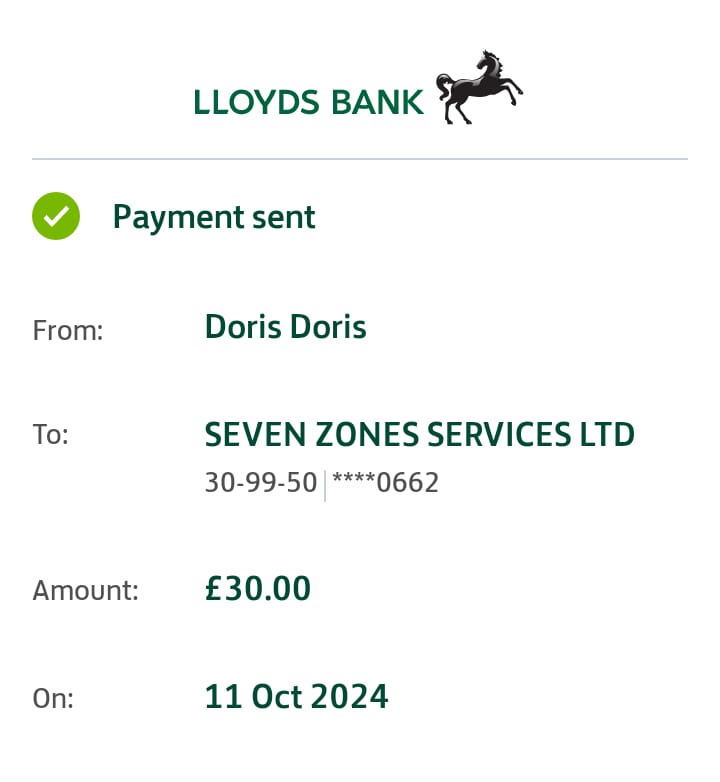 LLOYDS BANK
Payment sent
From: Doris Doris
To: SEVEN ZONES SERVICES LTD
30-99-50 | ****0662
Amount: £30.00
On: 11 Oct 2024